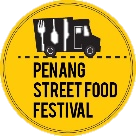 PENANG
STREET FOOD
FESTIVAL